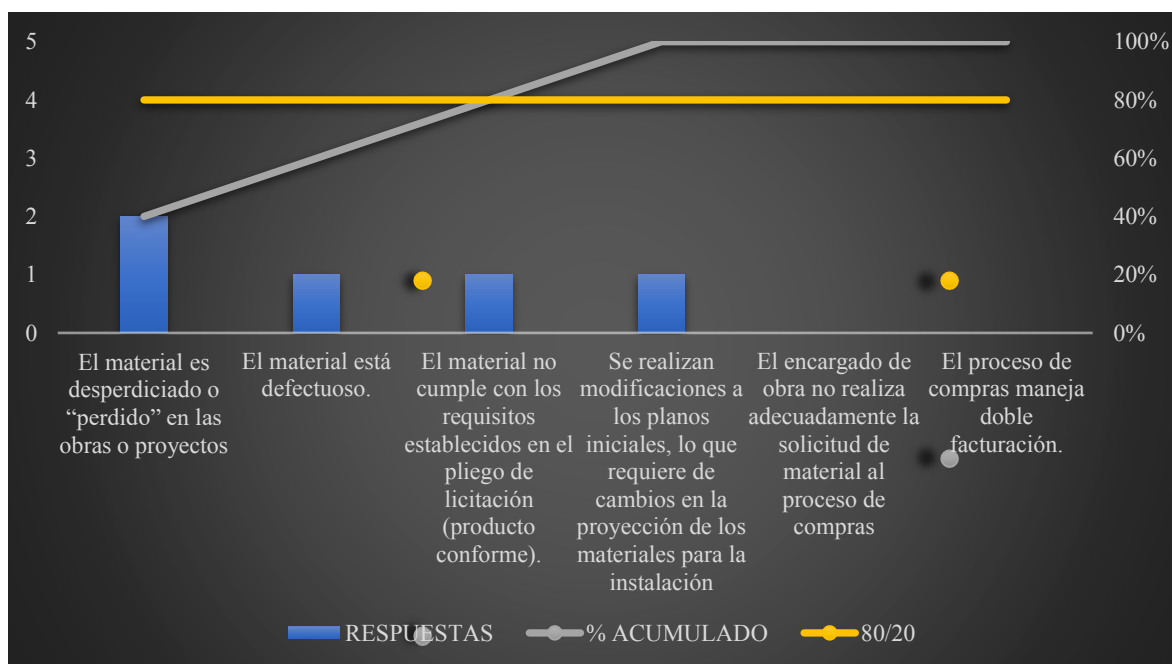 5
4
3
2
1
0
100%
80%
60%
40%
20%
0%
El material es
desperdiciado o
“perdido” en las
obras o proyectos
El material está
defectuoso.
El material no
cumple con los
requisitos
establecidos en el
pliego de
licitación
(producto
conforme).
Se realizan
modificaciones a
los planos
iniciales, lo que
requiere de
cambios en la
proyección de los
materiales para la
instalación
El encargado de
obra no realiza
adecuadamente la
solicitud de
material al
proceso de
compras
El proceso de
compras maneja
doble
facturación.
RESPUESTAS
% ACUMULADO
80/20